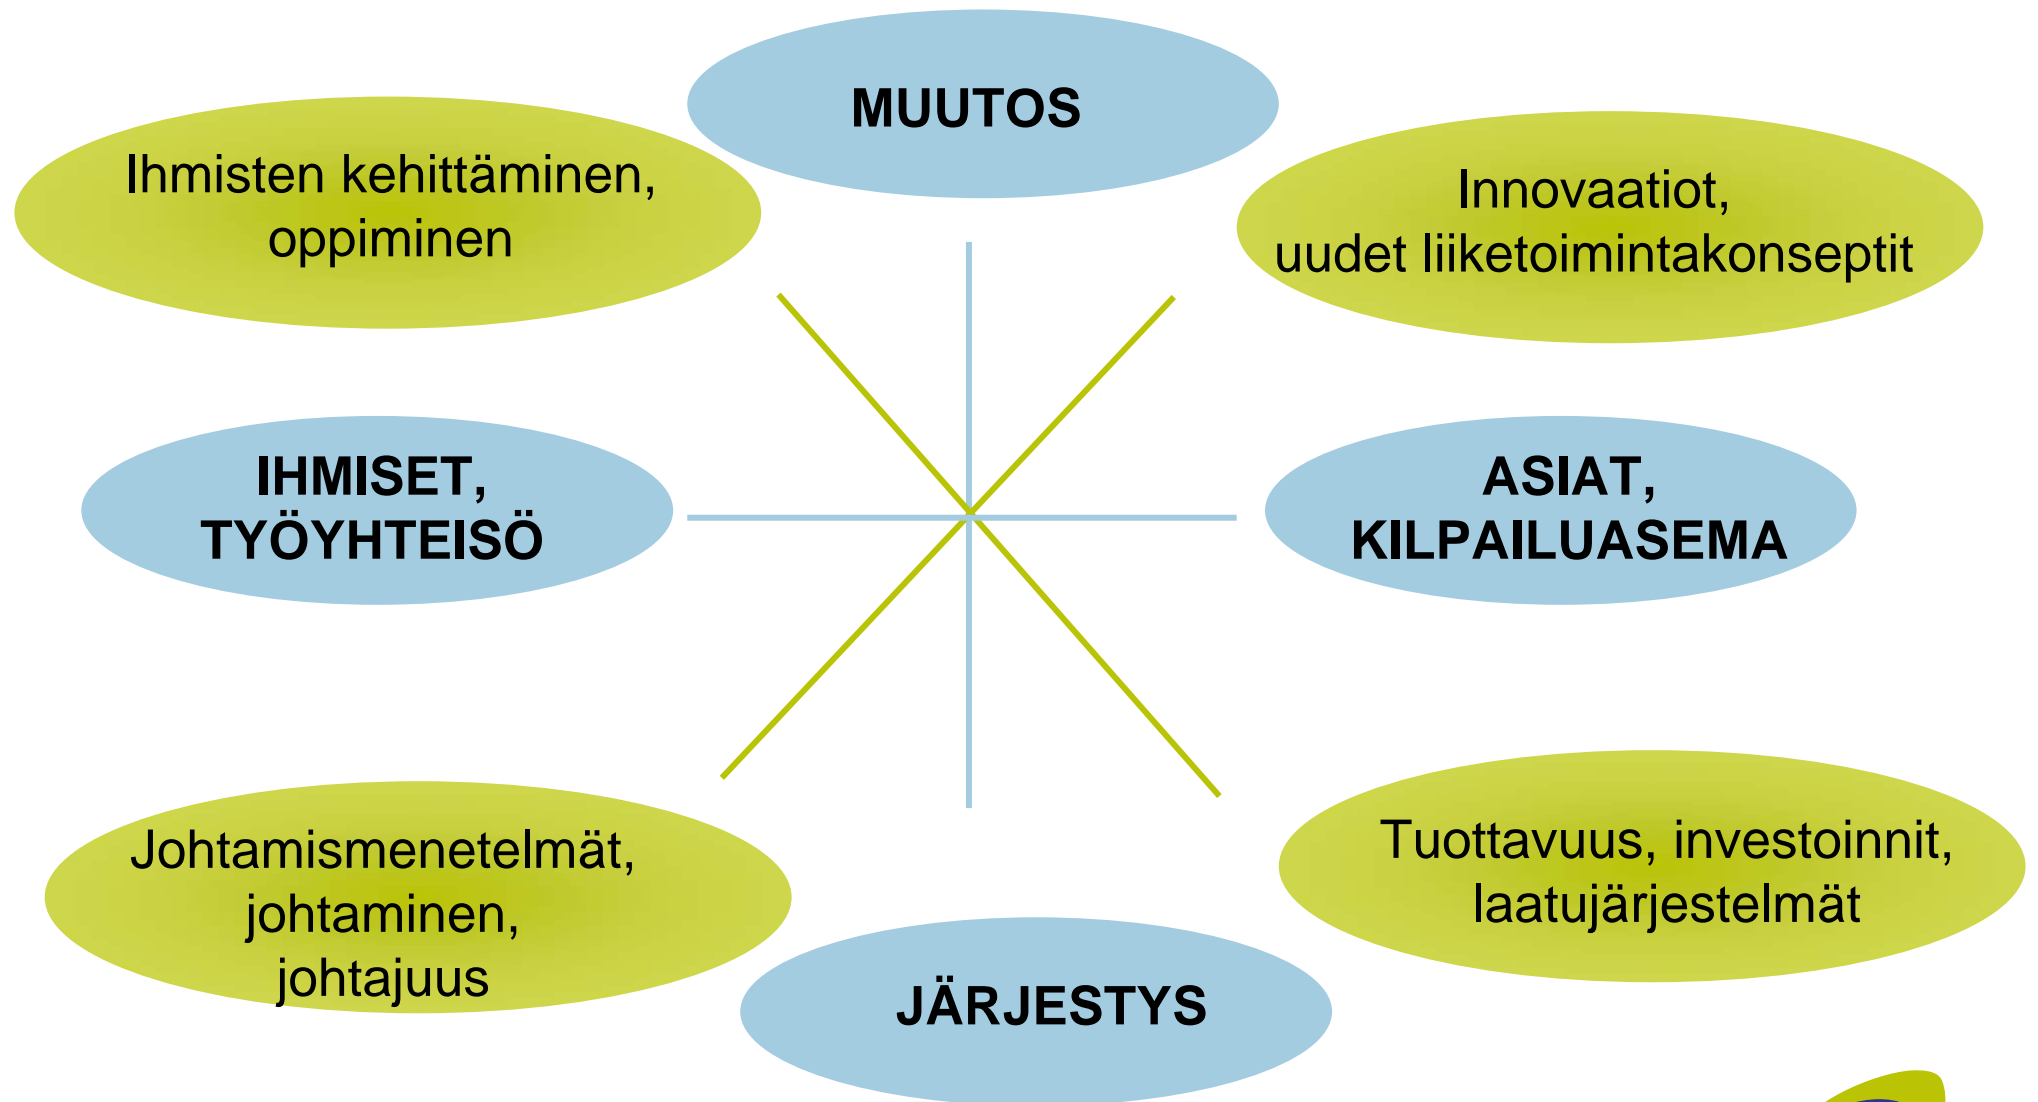 MUUTOS
Ihmisten kehittäminen,
oppiminen
Innovaatiot,
uudet liiketoimintakonseptit
IHMISET,
TYÖYHTEISÖ
ASIAT,
KILPAILUASEMA
Johtamismenetelmät,
johtaminen,
johtajuus
Tuottavuus, investoinnit,
laatujärjestelmät
JÄRJESTYS